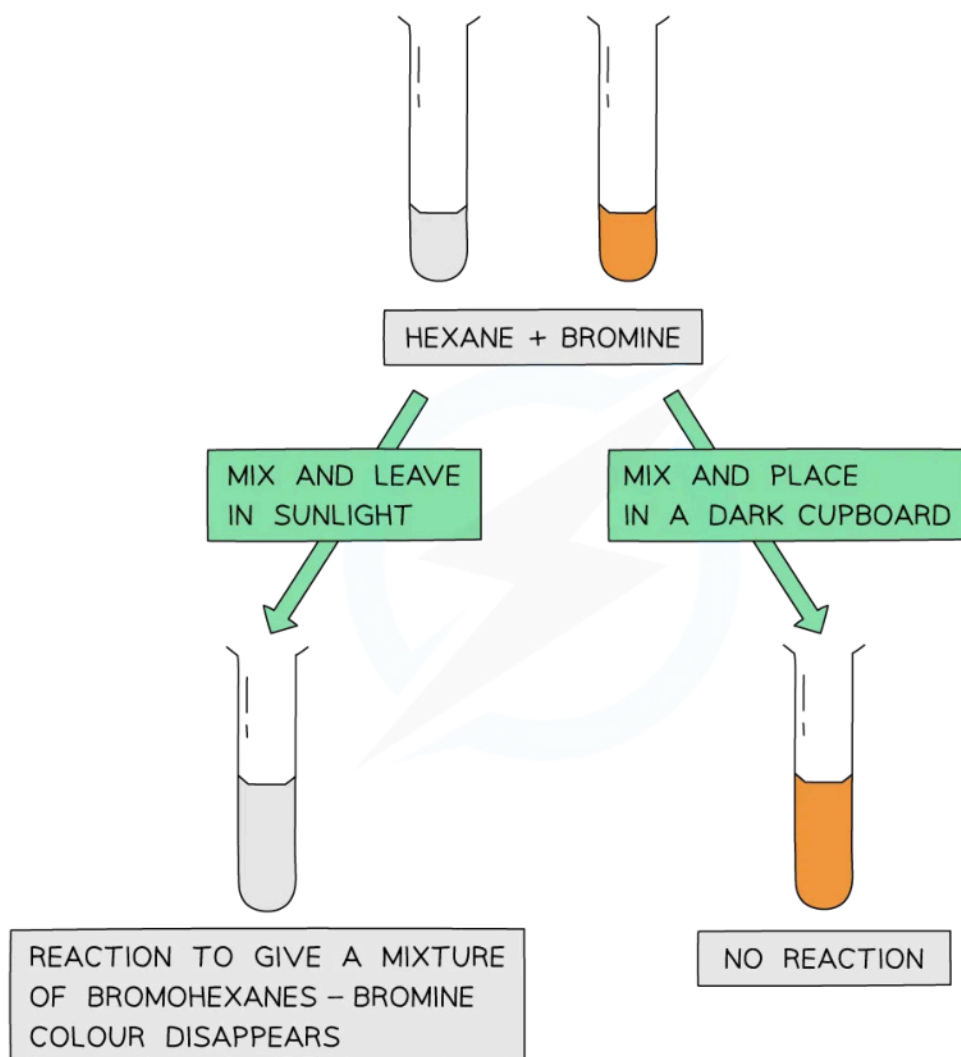 HEXANE + BROMINE
MIX AND LEAVE
IN SUNLIGHT
MIX AND PLACE
IN A DARK CUPBOARD
REACTION TO GIVE A MIXTURE
OF BROMOHEXANES – BROMINE
COLOUR DISAPPEARS
NO REACTION